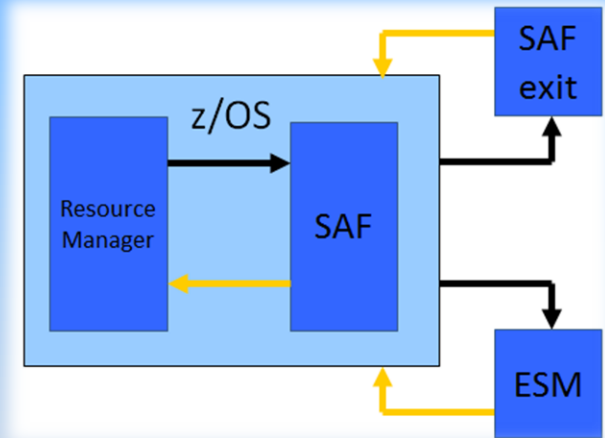 SAF
exit
z/OS
Resource
Manager
SAF
ESM